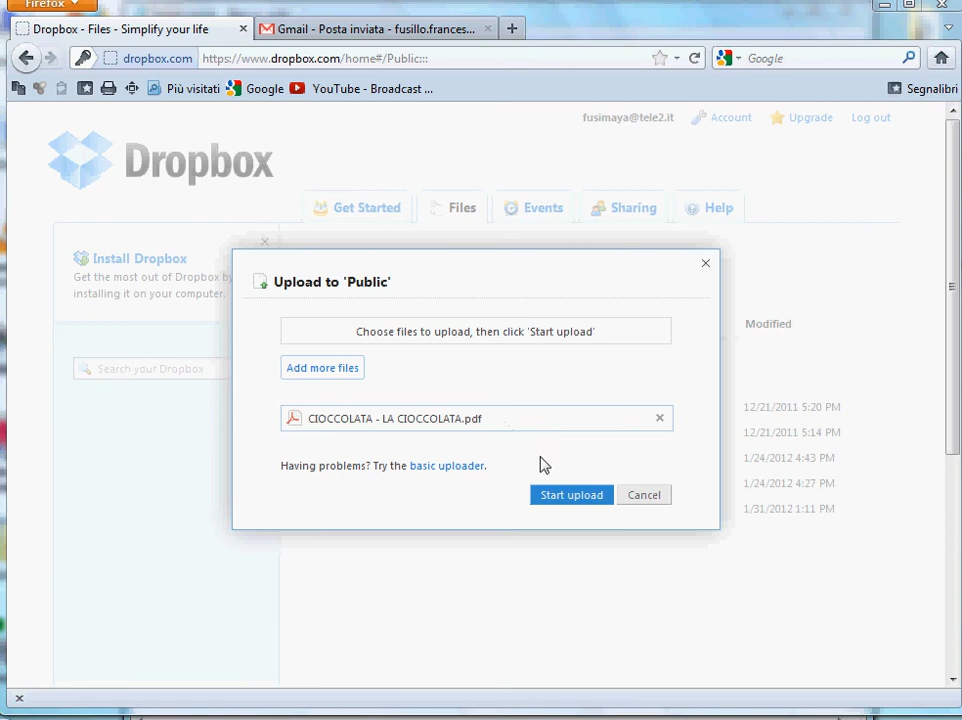 Firefox
Dropbox - Files - Simplify your life
Gmail - Posta inviata - fusillo.frances...
dropbox.com
https://www.dropbox.com/home#/Public:::
Google
Più visitati
Google
YouTube - Broadcast ...
Segnalibri
fusimaya@tele2.it
Account
Upgrade
Log out
Dropbox
Get Started
Files
Events
Sharing
Help
Install Dropbox
Get the most out of Dropbox by
installing it on your computer.
Search your Dropbox
Upload to 'Public'
Choose files to upload, then click 'Start upload'
Add more files
CIOCCOLATA - LA CIOCCOLATA.pdf
Having problems? Try the basic uploader.
Start upload
Cancel
Modified
12/21/2011 5:20 PM
12/21/2011 5:14 PM
1/24/2012 4:43 PM
1/24/2012 4:27 PM
1/31/2012 1:11 PM